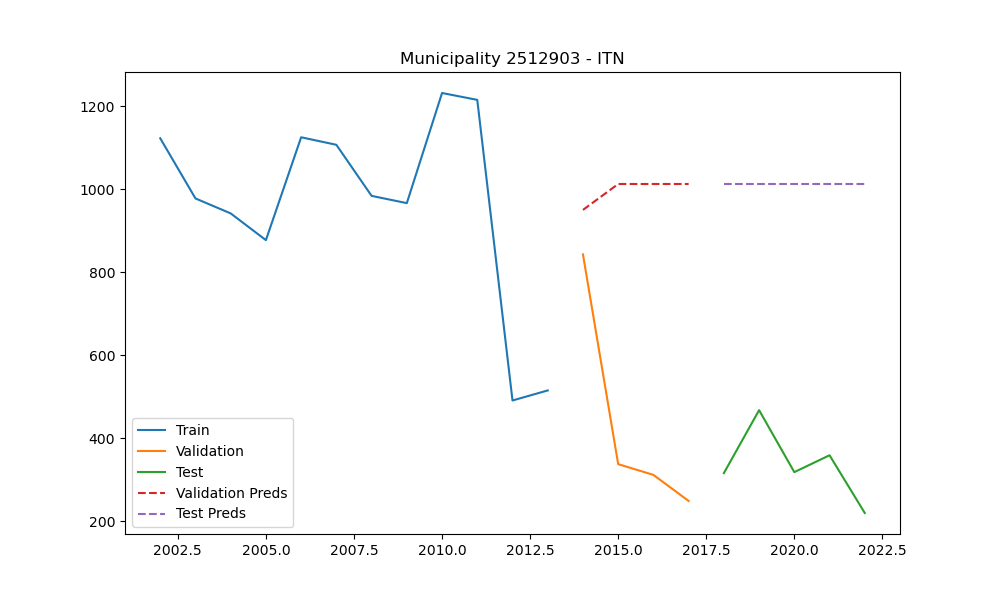 Municipality 2512903 - ITN
1200
1000
800
600
400
200
Train
Validation
Test
Validation Preds
Test Preds
2002.5 2005.0 2007.5 2010.0 2012.5 2015.0 2017.5 2020.0 2022.5